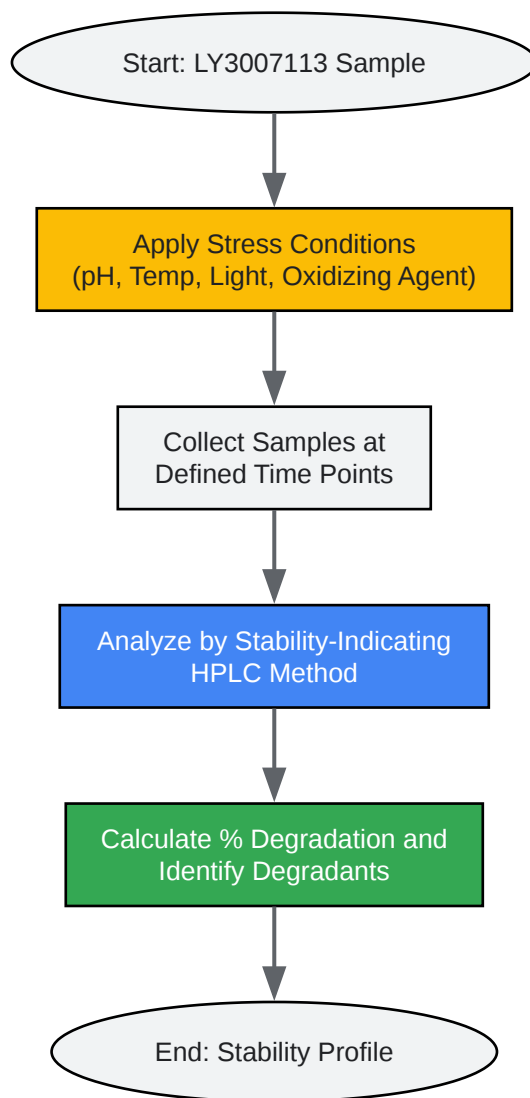 Start: LY3007113 Sample
Apply Stress Conditions
(pH, Temp, Light, Oxidizing Agent)
Collect Samples at
Defined Time Points
Analyze by Stability-Indicating
HPLC Method
Calculate % Degradation and
Identify Degradants
End: Stability Profile